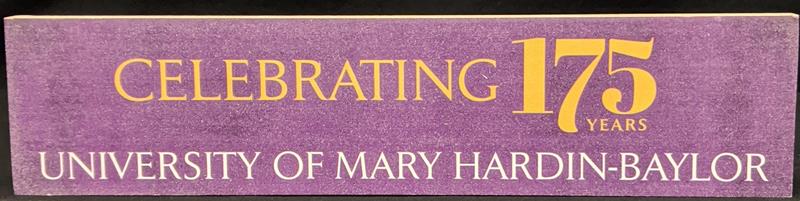 CELEBRATING 175
YEARS
UNIVERSITY OF MARY HARDIN-BAYLOR